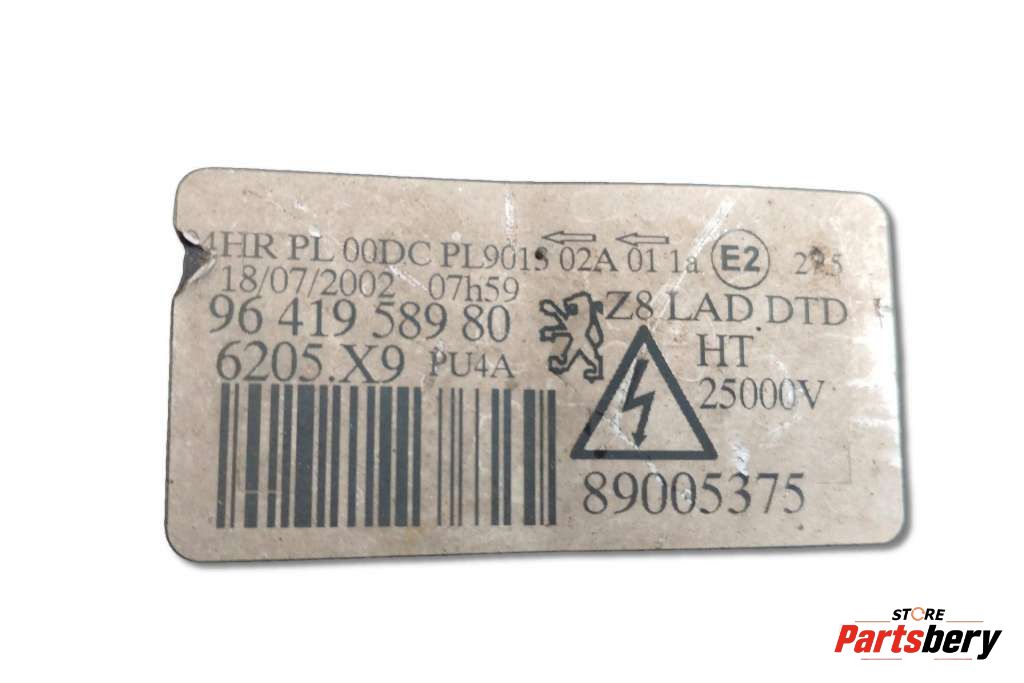 HR PL 00DC PL 02A 01 1a E2
18/07/2002 07h59
96 419 589 80
6205.X9 PU4A
Z8 LAD DTD
HT
25000V
89005375
STORE
Partsbery